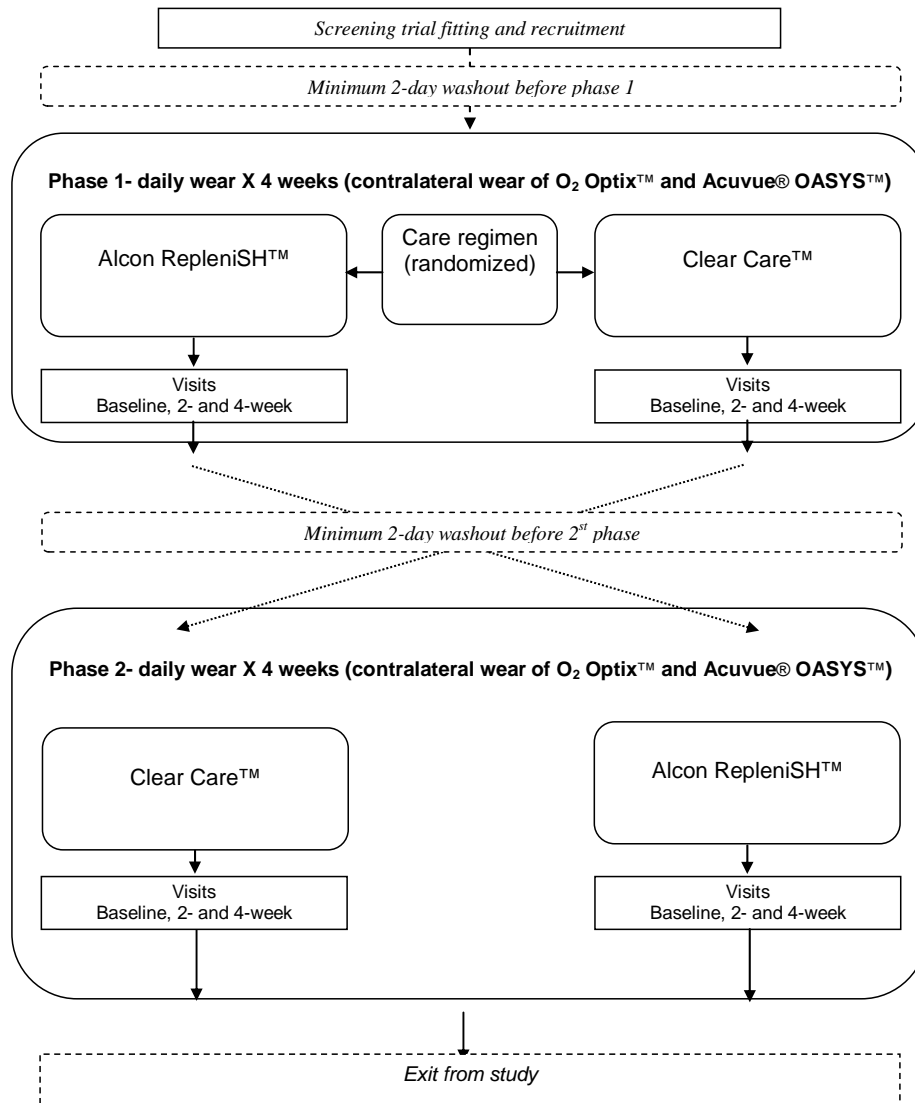 Screening trial fitting and recruitment
Minimum 2-day washout before phase 1
Phase 1- daily wear X 4 weeks (contralateral wear of O₂ Optix™ and Acuvue® OASYS™)
Alcon RepleniSH™
Care regimen
(randomized)
Clear Care™
Visits
Baseline, 2- and 4-week
Visits
Baseline, 2- and 4-week
Minimum 2-day washout before 2ˢᵗ phase
Phase 2- daily wear X 4 weeks (contralateral wear of O₂ Optix™ and Acuvue® OASYS™)
Clear Care™
Alcon RepleniSH™
Visits
Baseline, 2- and 4-week
Visits
Baseline, 2- and 4-week
Exit from study